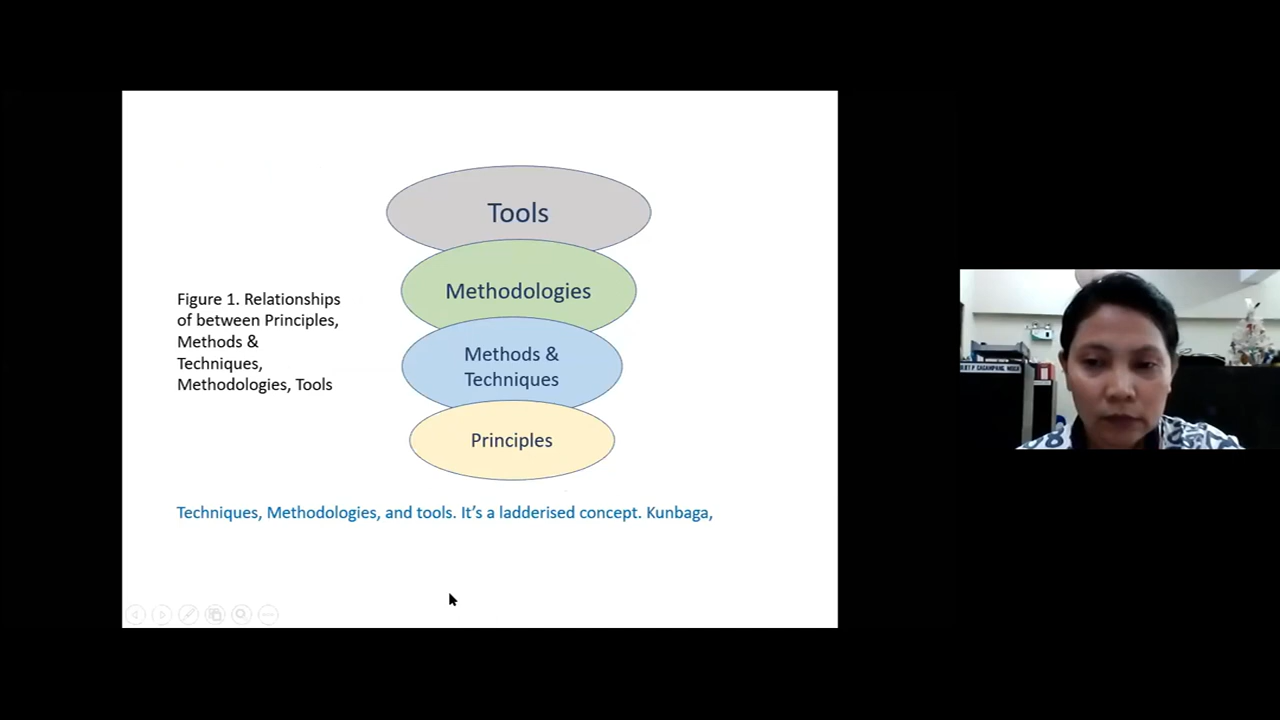 Tools
Methodologies
Methods &
Techniques
Principles
Figure 1. Relationships
of between Principles,
Methods &
Techniques,
Methodologies, Tools
Techniques, Methodologies, and tools. It's a ladderised concept. Kunbaga,